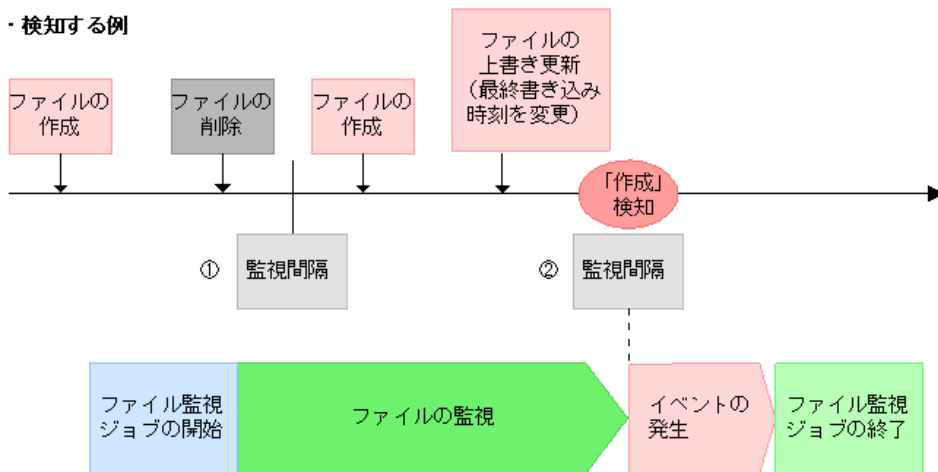 ・検知する例
ファイルの
作成
ファイルの
削除
ファイルの
作成
ファイルの
上書き更新
（最終書き込み
時刻を変更）
「作成」
検知
① 監視間隔
② 監視間隔
ファイル監視
ジョブの開始
ファイルの監視
イベントの
発生
ファイル監視
ジョブの終了